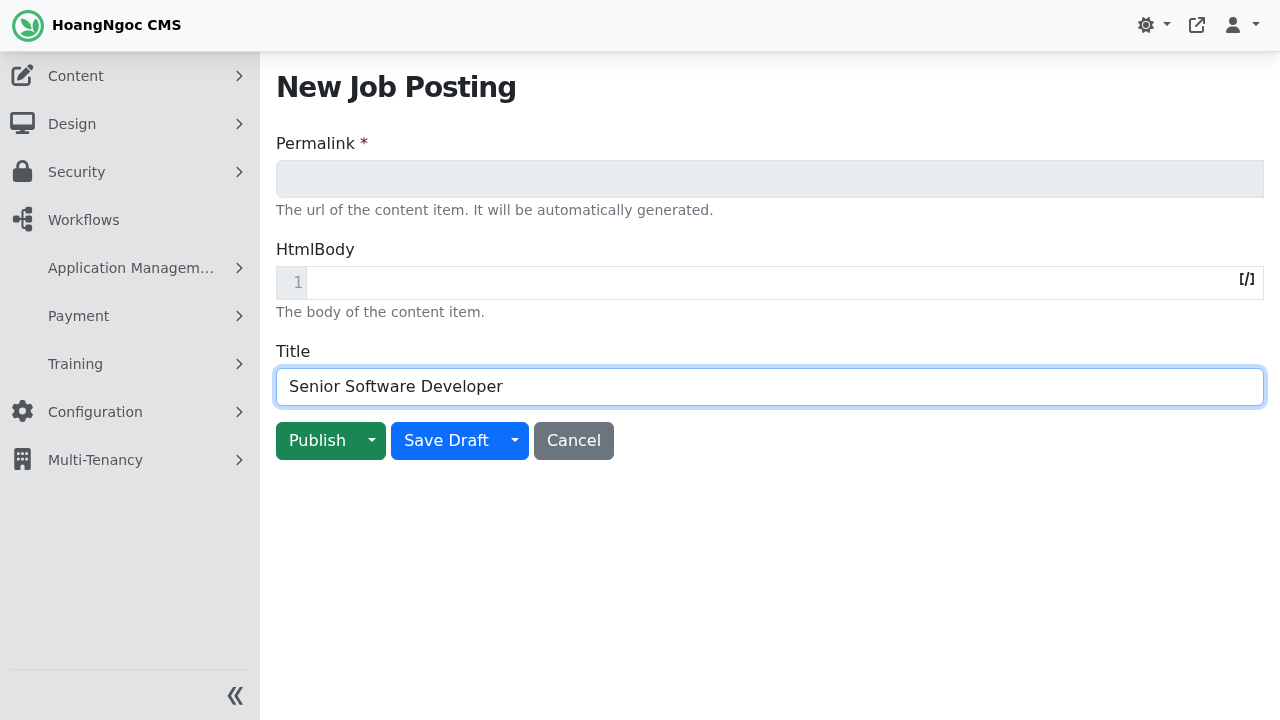 HoangNgoc CMS
Content
Design
Security
Workflows
Application Managem...
Payment
Training
Configuration
Multi-Tenancy
New Job Posting
Permalink *
The url of the content item. It will be automatically generated.
HtmlBody
1
[/]
The body of the content item.
Title
Senior Software Developer
Publish
Save Draft
Cancel